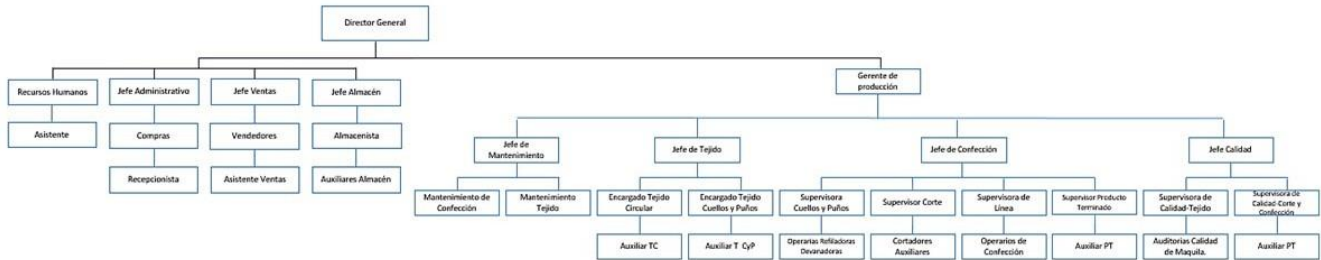 Director General
Gerente de
producción
Recursos Humanos
Jefe Administrativo
Jefe Ventas
Jefe Almacén
Asistente
Compras
Vendedores
Almacenista
Recepcionista
Asistente Ventas
Auxiliares Almacén
Jefe de
Mantenimiento
Jefe de Tejido
Jefe de Confección
Jefe Calidad
Mantenimiento de
Confección
Mantenimiento
Tejido
Encargado Tejido
Circular
Encargado Tejido
Cuellos y Puños
Supervisora
Cuellos y Puños
Supervisor Corte
Supervisora de
Línea
Supervisor Producto
Terminado
Supervisora de
Calidad-Tejido
Supervisora de
Calidad-Corte y
Confección
Auxiliar TC
Auxiliar T CyP
Operarias Refiladoras
Devanadoras
Cortadores
Auxiliares
Operarios de
Confección
Auxiliar PT
Auditorias Calidad
de Maquila.
Auxiliar PT